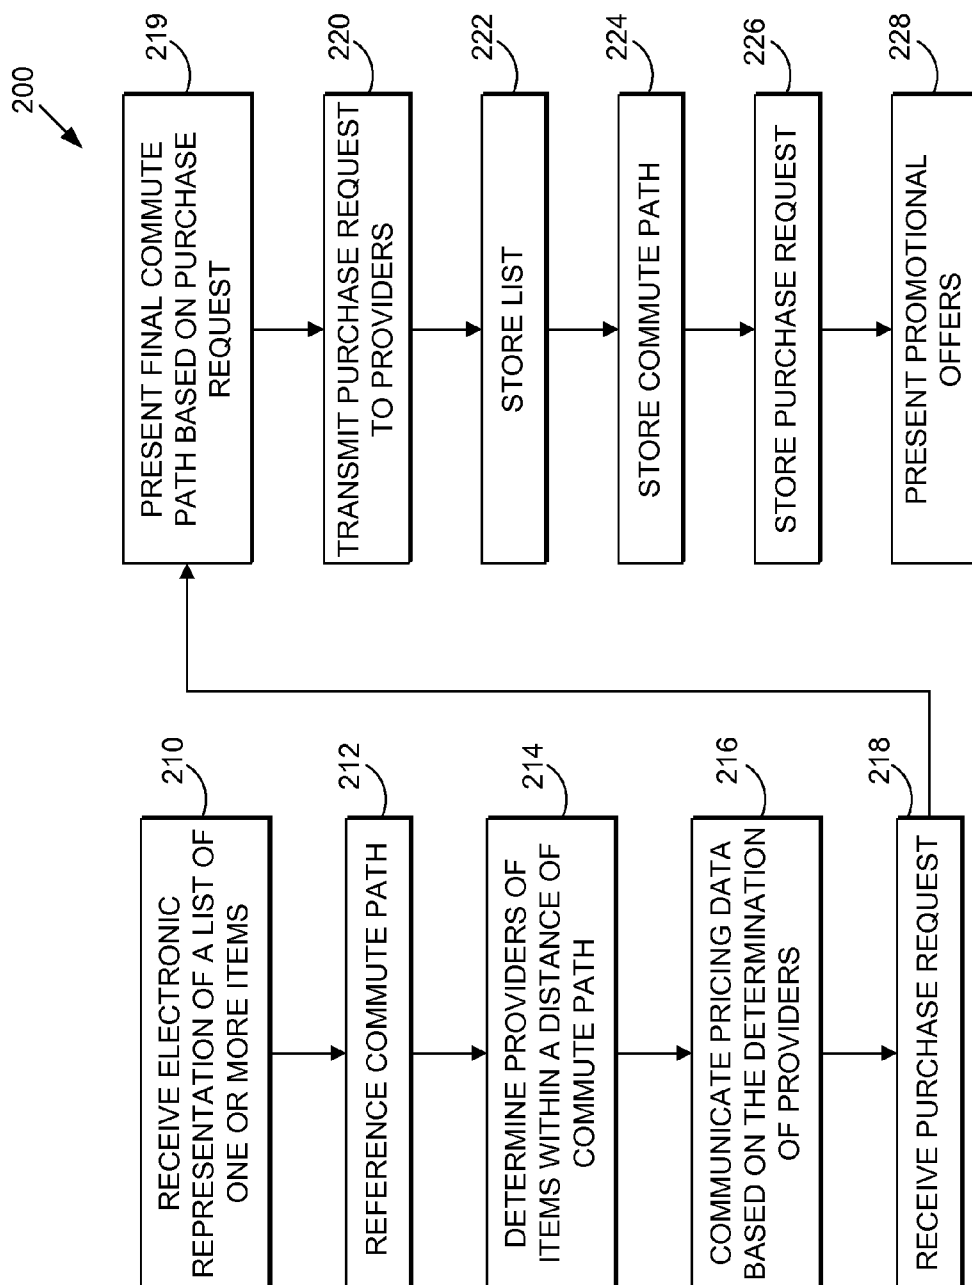 200
RECEIVE ELECTRONIC
REPRESENTATION OF A LIST OF
ONE OR MORE ITEMS
210
REFERENCE COMMUTE PATH
212
DETERMINE PROVIDERS OF
ITEMS WITHIN A DISTANCE OF
COMMUTE PATH
214
COMMUNICATE PRICING DATA
BASED ON THE DETERMINATION
OF PROVIDERS
216
RECEIVE PURCHASE REQUEST
218
PRESENT FINAL COMMUTE
PATH BASED ON PURCHASE
REQUEST
219
TRANSMIT PURCHASE REQUEST
TO PROVIDERS
220
STORE LIST
222
STORE COMMUTE PATH
224
STORE PURCHASE REQUEST
226
PRESENT PROMOTIONAL
OFFERS
228